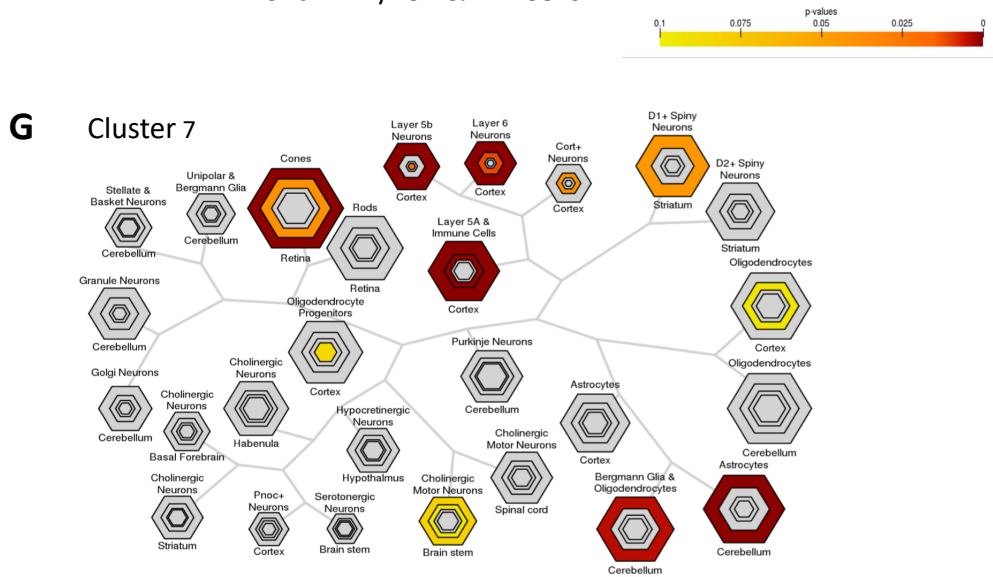 p-values
0.1 0.075 0.05 0.025 0
G Cluster 7
Stellate &
Basket Neurons
Cerebellum
Unipolar &
Bergmann Glia
Cerebellum
Cones
Retina
Rods
Retina
Layer 5b
Neurons
Cortex
Layer 6
Neurons
Cortex
Cort+
Neurons
Cortex
D1+ Spiny
Neurons
Striatum
D2+ Spiny
Neurons
Striatum
Layer 5A &
Immune Cells
Cortex
Granule Neurons
Cerebellum
Oligodendrocyte
Progenitors
Cortex
Oligodendrocytes
Cortex
Purkinje Neurons
Cerebellum
Oligodendrocytes
Cerebellum
Golgi Neurons
Cerebellum
Cholinergic
Neurons
Basal Forebrain
Cholinergic
Neurons
Habenula
Hypocretinergic
Neurons
Hypothalmus
Astrocytes
Cortex
Cholinergic
Motor Neurons
Spinal cord
Cholinergic
Neurons
Striatum
Pnoc+
Neurons
Cortex
Serotonergic
Neurons
Brain stem
Cholinergic
Motor Neurons
Brain stem
Bergmann Glia &
Oligodendrocytes
Cerebellum
Astrocytes
Cerebellum